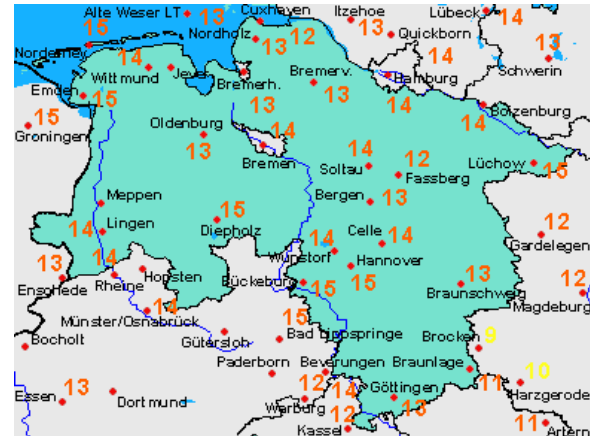 Alte Weser LT 13 Cuxhaven Itzehoe Lübeck
15 Nordholz 12 13 14
Norderney 13 Quickborn
14 14 13
Wittmund Jever Bremerh. Bremerv. Hamburg Schwerin
Emden 15 13 13 14 14 Boizenburg
15 Oldenburg
Groningen 13 14
Bremen 14 12 Lüchow
Soltau Fassberg 15
Meppen Bergen 13
15 12
14 Lingen Diepholz Celle 14 Gardelegen
14 14
13 Wunstorf Hannover
Enschede Rheine Hopsten Bückeburg 15 13 12
14 15 Braunschweig Magdeburg
Münster/Osnabrück 15
Bocholt Gütersloh Bad Lippspringe Brocken 9
Paderborn Beverungen Braunlage 10
13 12 14 Göttingen 11 Harzgerode
Essen Dortmund Warburg 13
12 11
Kassel Artern